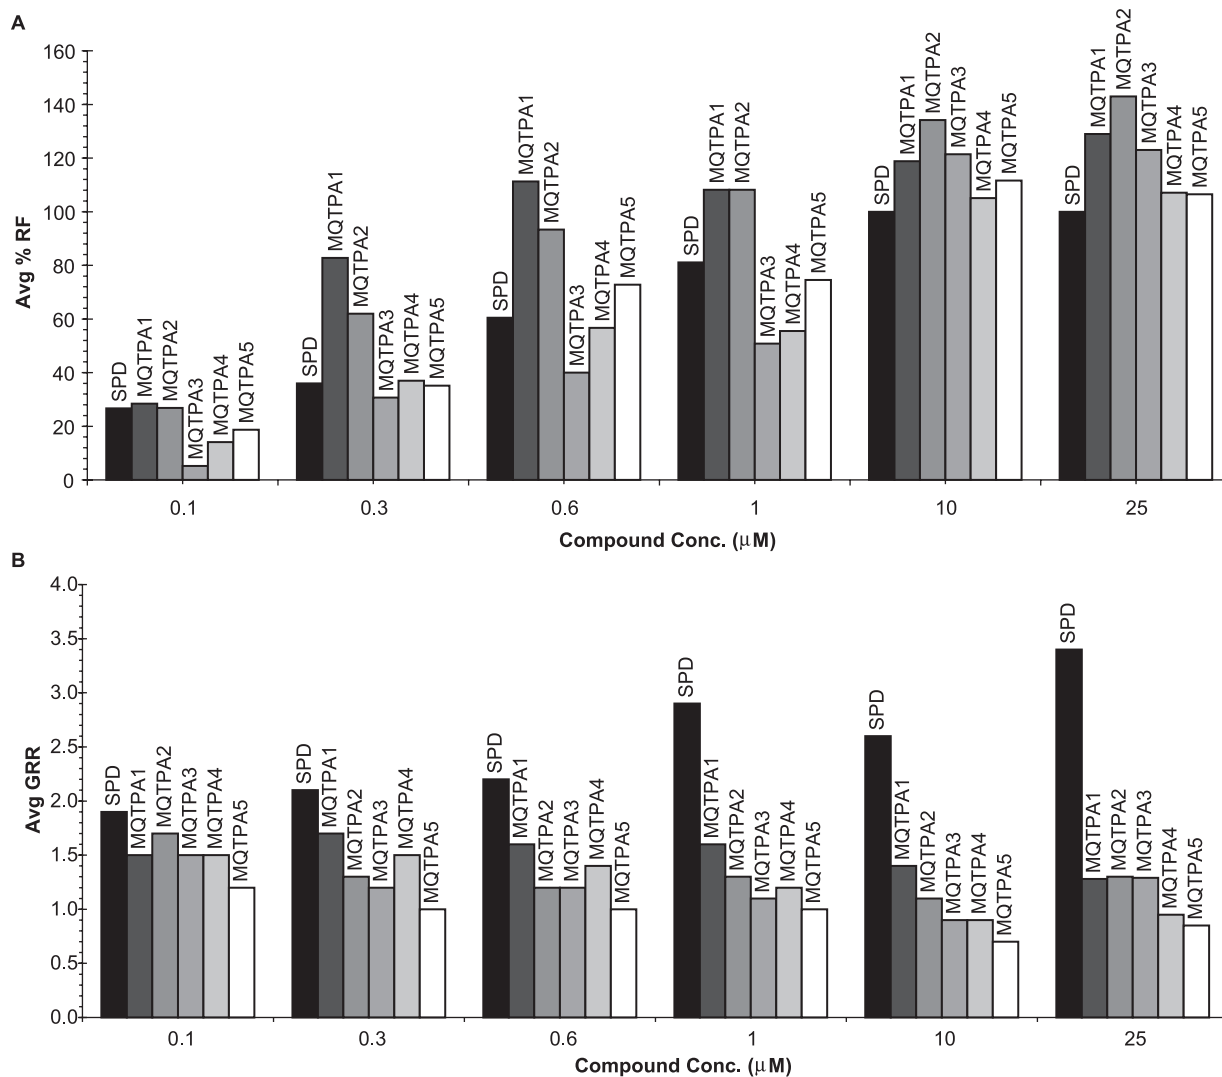 A
160
140
120
100
80
60
40
20
0
Avg % RF
SPD MQTPA1 MQTPA2 MQTPA3 MQTPA4 MQTPA5
SPD MQTPA1 MQTPA2 MQTPA3 MQTPA4 MQTPA5
SPD MQTPA1 MQTPA2 MQTPA3 MQTPA4 MQTPA5
SPD MQTPA1 MQTPA2 MQTPA3 MQTPA4 MQTPA5
SPD MQTPA1 MQTPA2 MQTPA3 MQTPA4 MQTPA5
SPD MQTPA1 MQTPA2 MQTPA3 MQTPA4 MQTPA5
0.1 0.3 0.6 1 10 25
Compound Conc. (μM)
B
4.0
3.5
3.0
2.5
2.0
1.5
1.0
0.5
0.0
Avg GRR
SPD MQTPA1 MQTPA2 MQTPA3 MQTPA4 MQTPA5
SPD MQTPA1 MQTPA2 MQTPA3 MQTPA4 MQTPA5
SPD MQTPA1 MQTPA2 MQTPA3 MQTPA4 MQTPA5
SPD MQTPA1 MQTPA2 MQTPA3 MQTPA4 MQTPA5
SPD MQTPA1 MQTPA2 MQTPA3 MQTPA4 MQTPA5
SPD MQTPA1 MQTPA2 MQTPA3 MQTPA4 MQTPA5
0.1 0.3 0.6 1 10 25
Compound Conc. (μM)